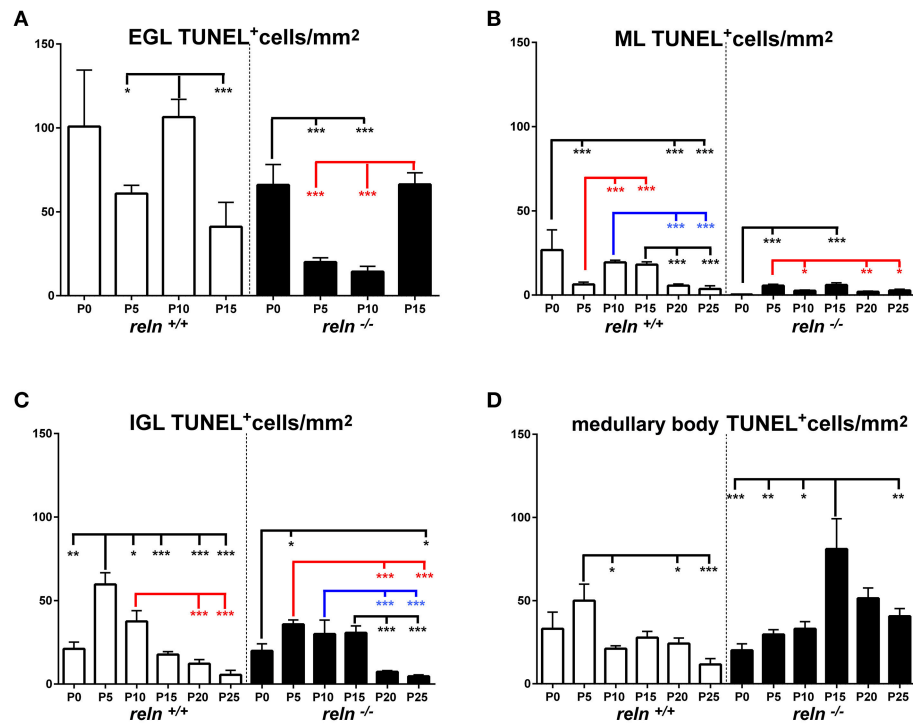 A
EGL TUNEL+cells/mm2
150
100
50
0
* ***
*** ***
*** ***
P0 P5 P10 P15 P0 P5 P10 P15
reln +/+ reln -/-
B
ML TUNEL+cells/mm2
150
100
50
0
*** *** ***
*** ***
*** ***
*** ***
*** ***
* ** *
P0 P5 P10 P15 P20 P25 P0 P5 P10 P15 P20 P25
reln +/+ reln -/-
C
IGL TUNEL+cells/mm2
150
100
50
0
** * *** *** ***
*** ***
* *
*** ***
*** ***
*** ***
P0 P5 P10 P15 P20 P25 P0 P5 P10 P15 P20 P25
reln +/+ reln -/-
D
medullary body TUNEL+cells/mm2
150
100
50
0
* * ***
*** ** * **
P0 P5 P10 P15 P20 P25 P0 P5 P10 P15 P20 P25
reln +/+ reln -/-